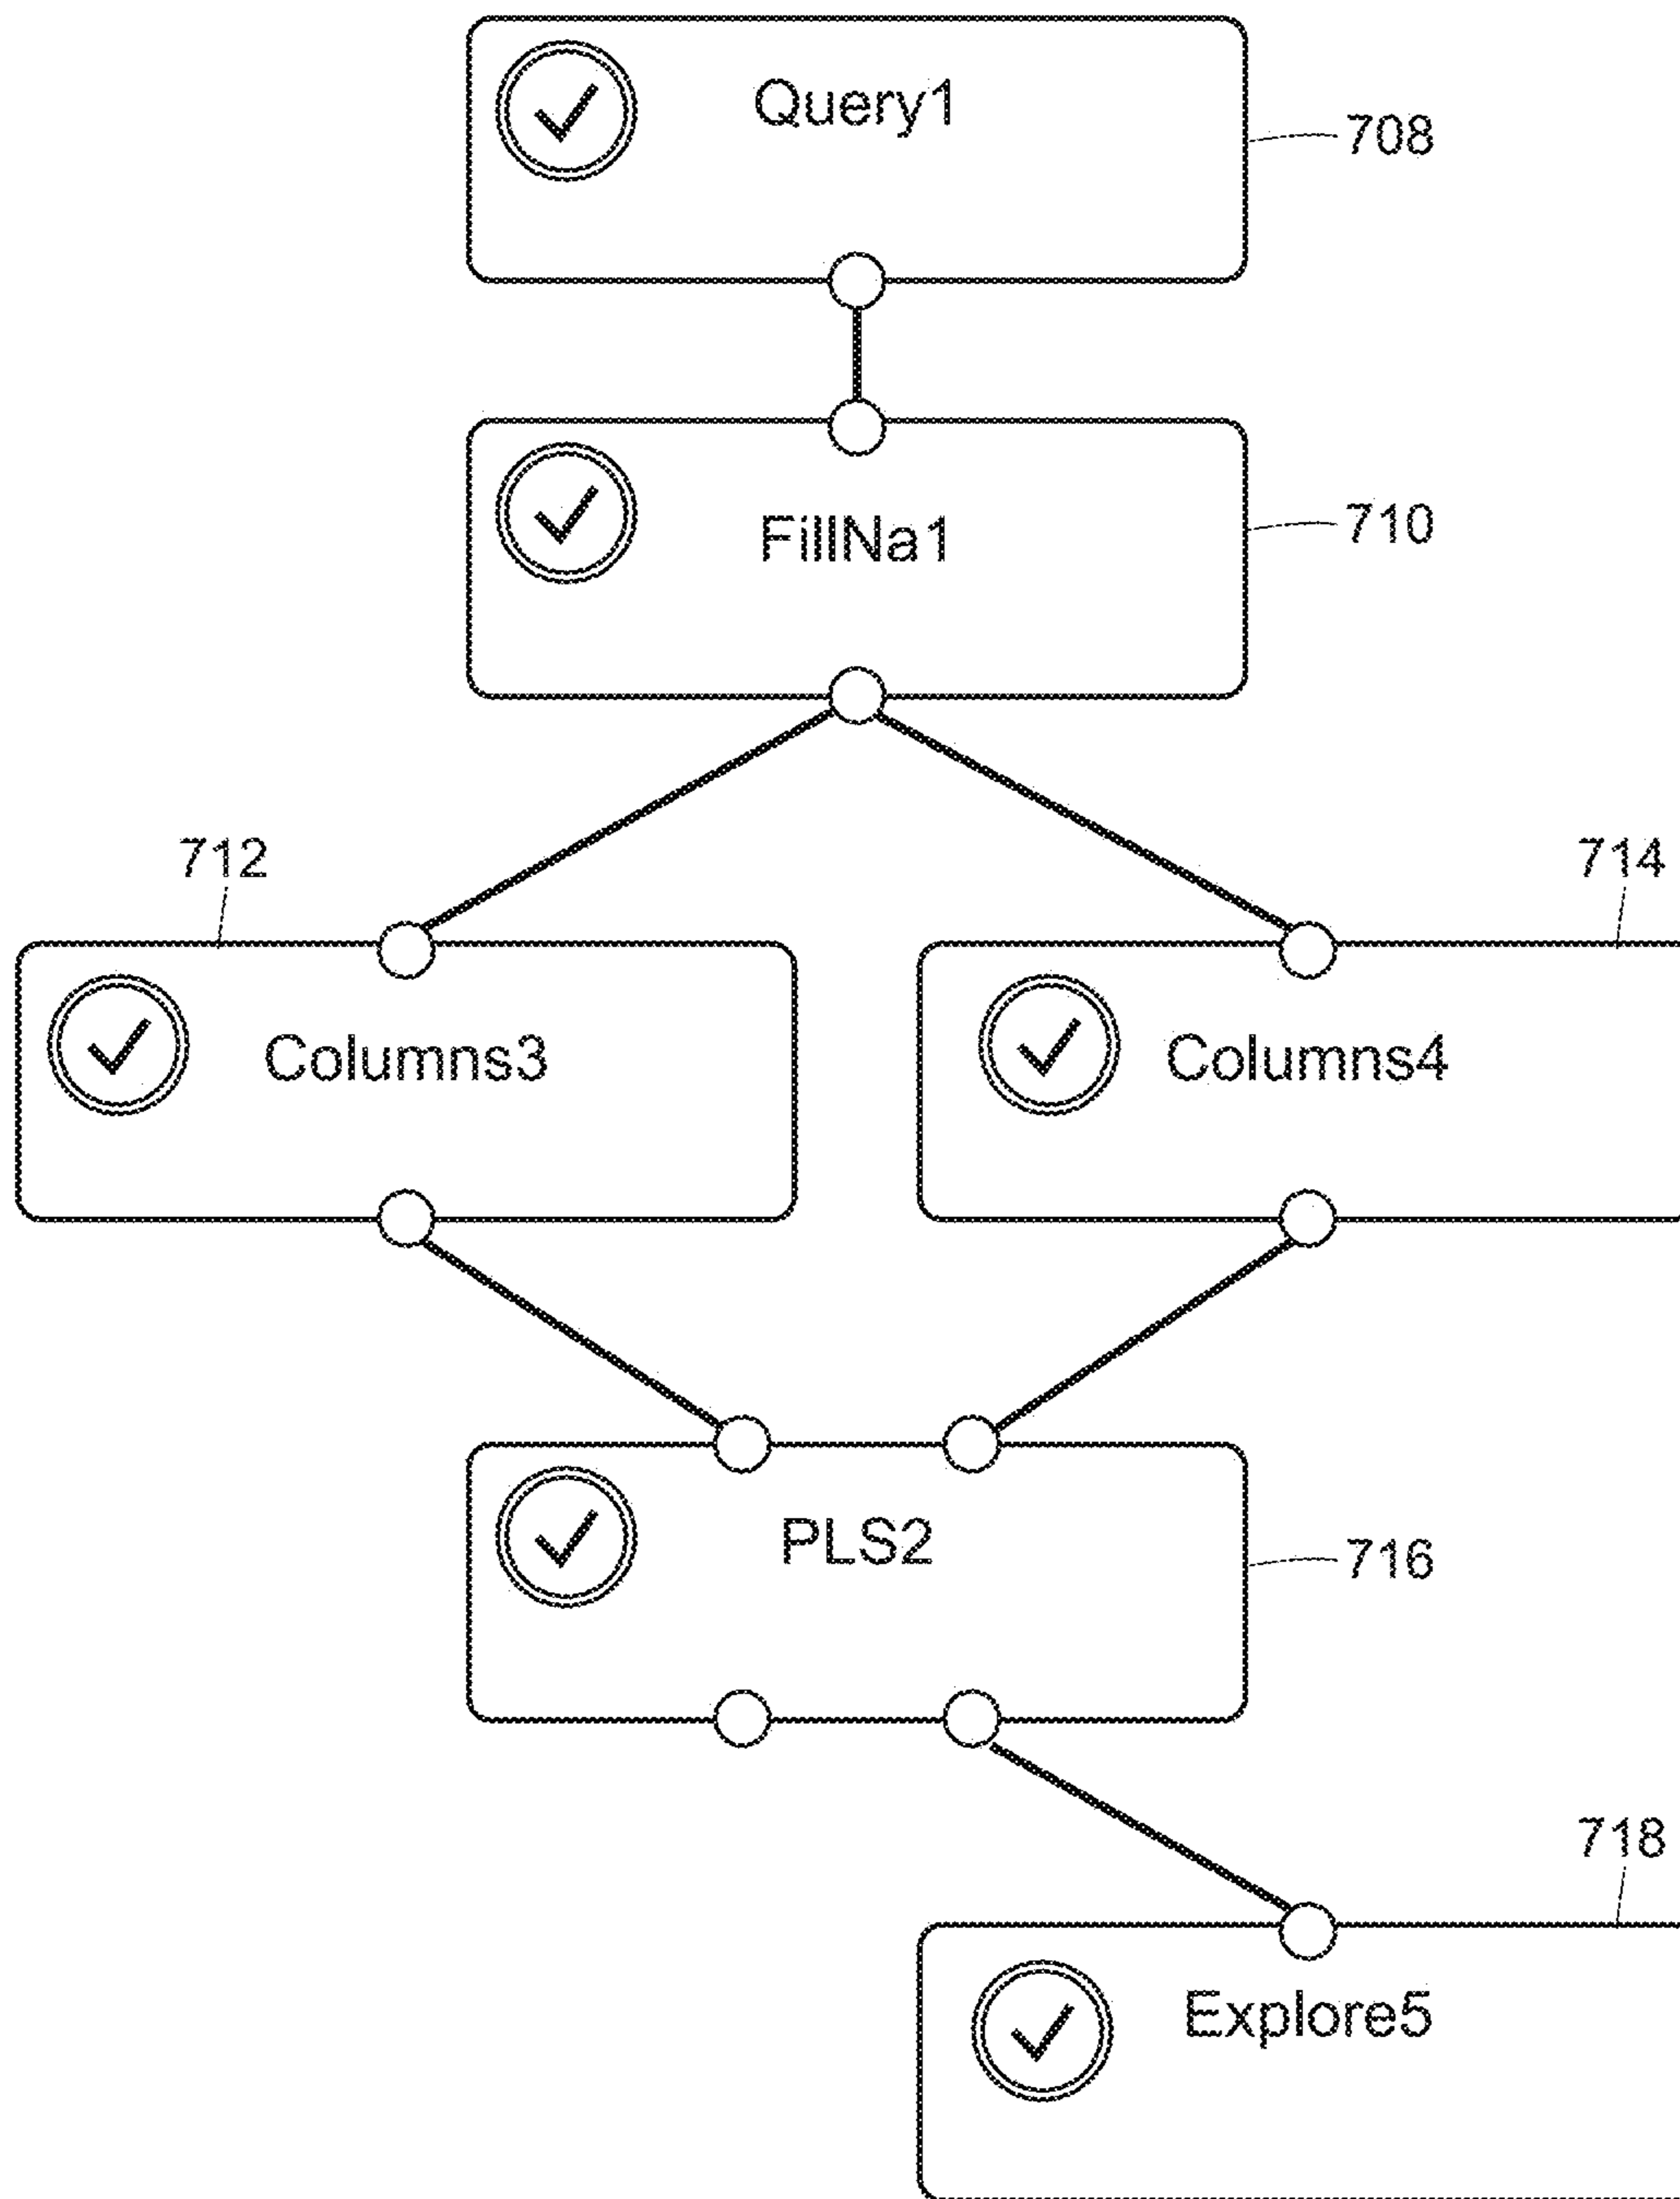 Query1
708
FillNa1
710
712
714
Columns3
Columns4
PLS2
716
718
Explore5